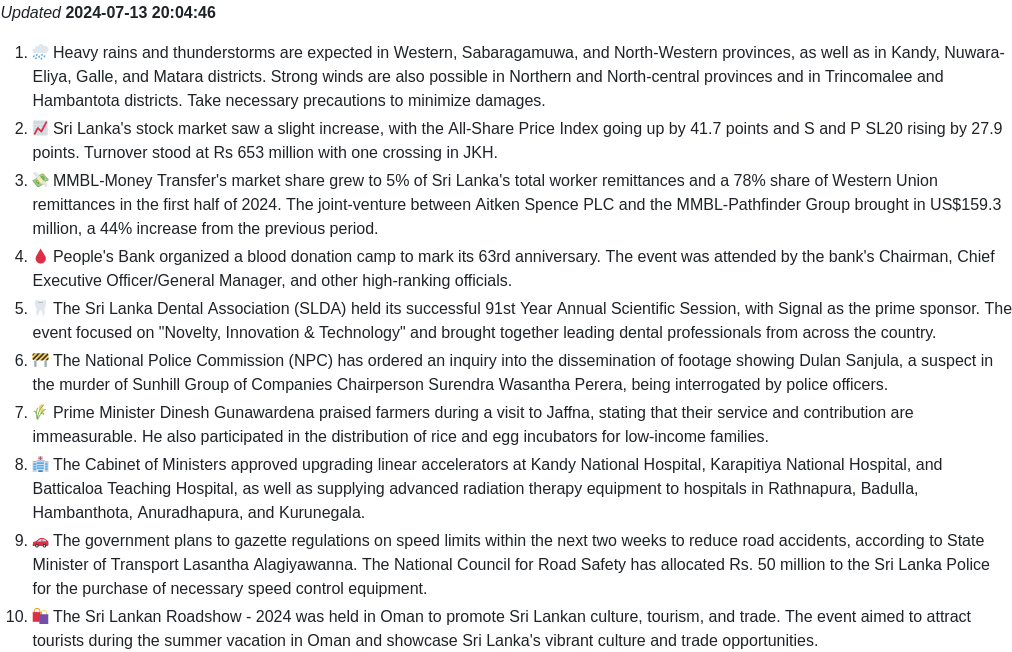 Updated 2024-07-13 20:04:46
1. 🌧️ Heavy rains and thunderstorms are expected in Western, Sabaragamuwa, and North-Western provinces, as well as in Kandy, Nuwara-
Eliya, Galle, and Matara districts. Strong winds are also possible in Northern and North-central provinces and in Trincomalee and
Hambantota districts. Take necessary precautions to minimize damages.
2. 📈 Sri Lanka's stock market saw a slight increase, with the All-Share Price Index going up by 41.7 points and S and P SL20 rising by 27.9
points. Turnover stood at Rs 653 million with one crossing in JKH.
3. 💸 MMBL-Money Transfer's market share grew to 5% of Sri Lanka's total worker remittances and a 78% share of Western Union
remittances in the first half of 2024. The joint-venture between Aitken Spence PLC and the MMBL-Pathfinder Group brought in US$159.3
million, a 44% increase from the previous period.
4. 🩸 People's Bank organized a blood donation camp to mark its 63rd anniversary. The event was attended by the bank's Chairman, Chief
Executive Officer/General Manager, and other high-ranking officials.
5. 🦷 The Sri Lanka Dental Association (SLDA) held its successful 91st Year Annual Scientific Session, with Signal as the prime sponsor. The
event focused on "Novelty, Innovation & Technology" and brought together leading dental professionals from across the country.
6. 🚧 The National Police Commission (NPC) has ordered an inquiry into the dissemination of footage showing Dulan Sanjula, a suspect in
the murder of Sunhill Group of Companies Chairperson Surendra Wasantha Perera, being interrogated by police officers.
7. 🌾 Prime Minister Dinesh Gunawardena praised farmers during a visit to Jaffna, stating that their service and contribution are
immeasurable. He also participated in the distribution of rice and egg incubators for low-income families.
8. 🏥 The Cabinet of Ministers approved upgrading linear accelerators at Kandy National Hospital, Karapitiya National Hospital, and
Batticaloa Teaching Hospital, as well as supplying advanced radiation therapy equipment to hospitals in Rathnapura, Badulla,
Hambanthota, Anuradhapura, and Kurunegala.
9. 🚗 The government plans to gazette regulations on speed limits within the next two weeks to reduce road accidents, according to State
Minister of Transport Lasantha Alagiyawanna. The National Council for Road Safety has allocated Rs. 50 million to the Sri Lanka Police
for the purchase of necessary speed control equipment.
10. 🛍️ The Sri Lankan Roadshow - 2024 was held in Oman to promote Sri Lankan culture, tourism, and trade. The event aimed to attract
tourists during the summer vacation in Oman and showcase Sri Lanka's vibrant culture and trade opportunities.